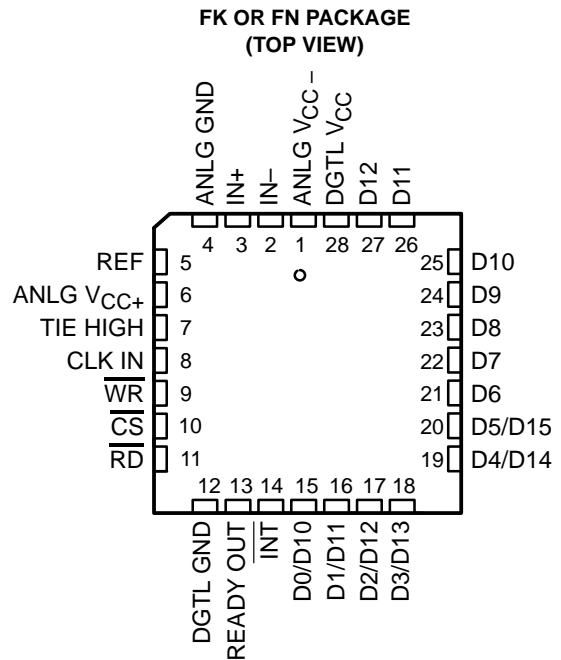 FK OR FN PACKAGE
(TOP VIEW)
ANLG GND
IN+
IN−
ANLG VCC−
DGTL VCC
D12
D11
4 3 2 1 28 27 26
REF 5
ANLG VCC+ 6
TIE HIGH 7
CLK IN 8
WR 9
CS 10
RD 11
25 D10
24 D9
23 D8
22 D7
21 D6
20 D5/D15
19 D4/D14
12 13 14 15 16 17 18
DGTL GND
READY OUT
INT
D0/D10
D1/D11
D2/D12
D3/D13